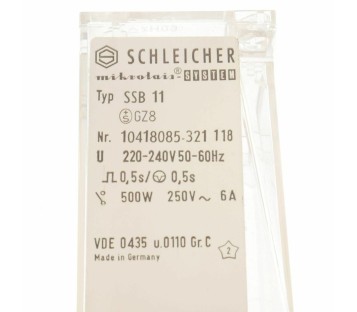 SCHLEICHER
mikrolais-® SYSTEM
Typ SSB 11
GZ8
Nr. 10418085.321 118
U 220-240V 50-60Hz
0,5s/ 0,5s
500W 250V~ 6A
VDE 0435 u.0110 Gr.C
Made in Germany 2